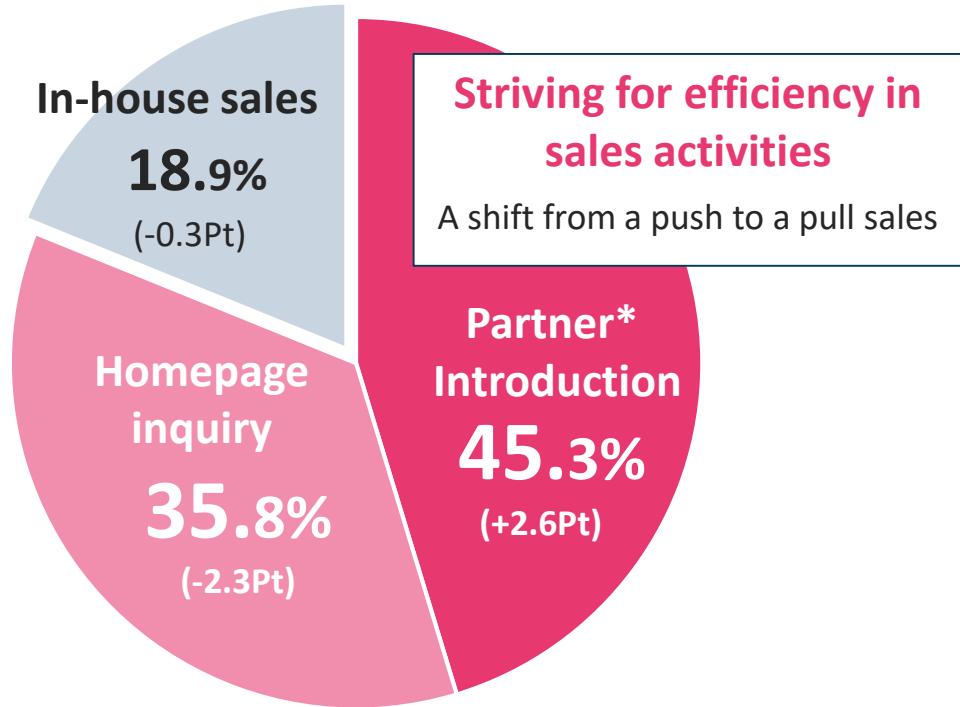 In-house sales
18.9%
(-0.3Pt)
Striving for efficiency in
sales activities
A shift from a push to a pull sales
Partner*
Introduction
45.3%
(+2.6Pt)
Homepage
inquiry
35.8%
(-2.3Pt)